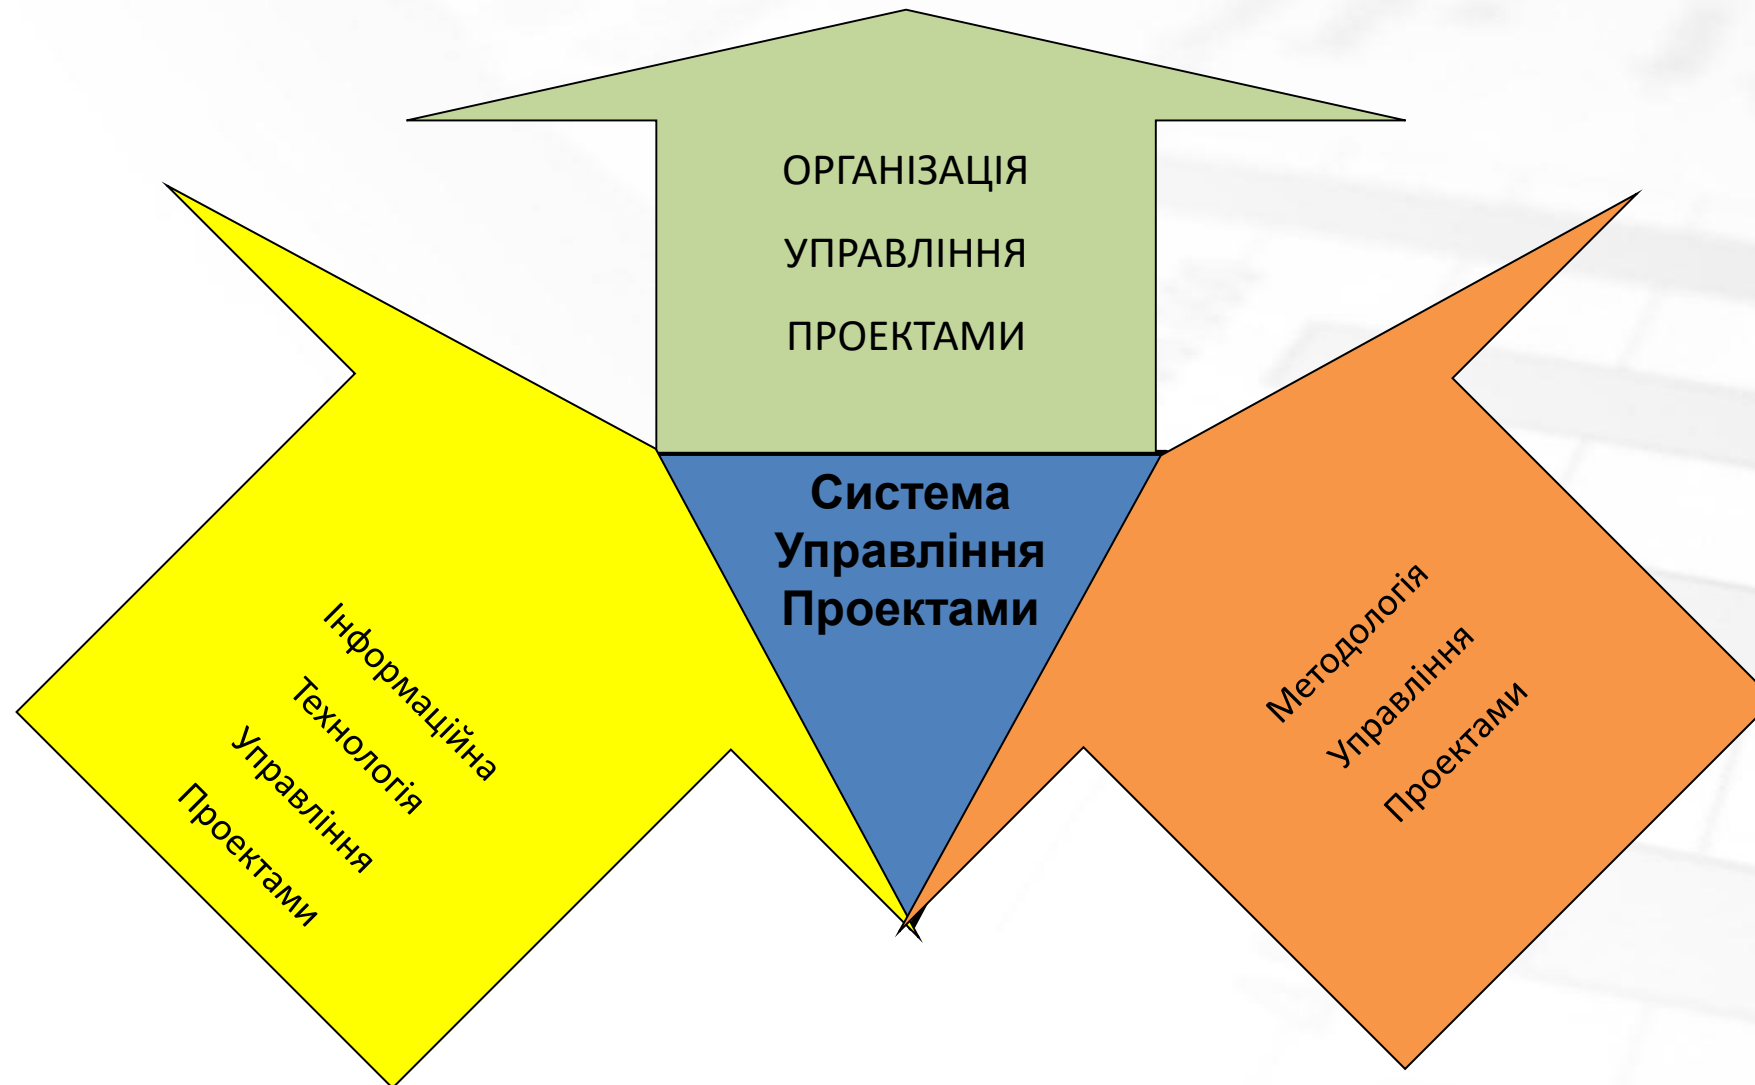 ОРГАНІЗАЦІЯ
УПРАВЛІННЯ
ПРОЕКТАМИ
Система
Управління
Проектами
Інформаційна
Технологія
Управління
Проектами
Методологія
Управління
Проектами